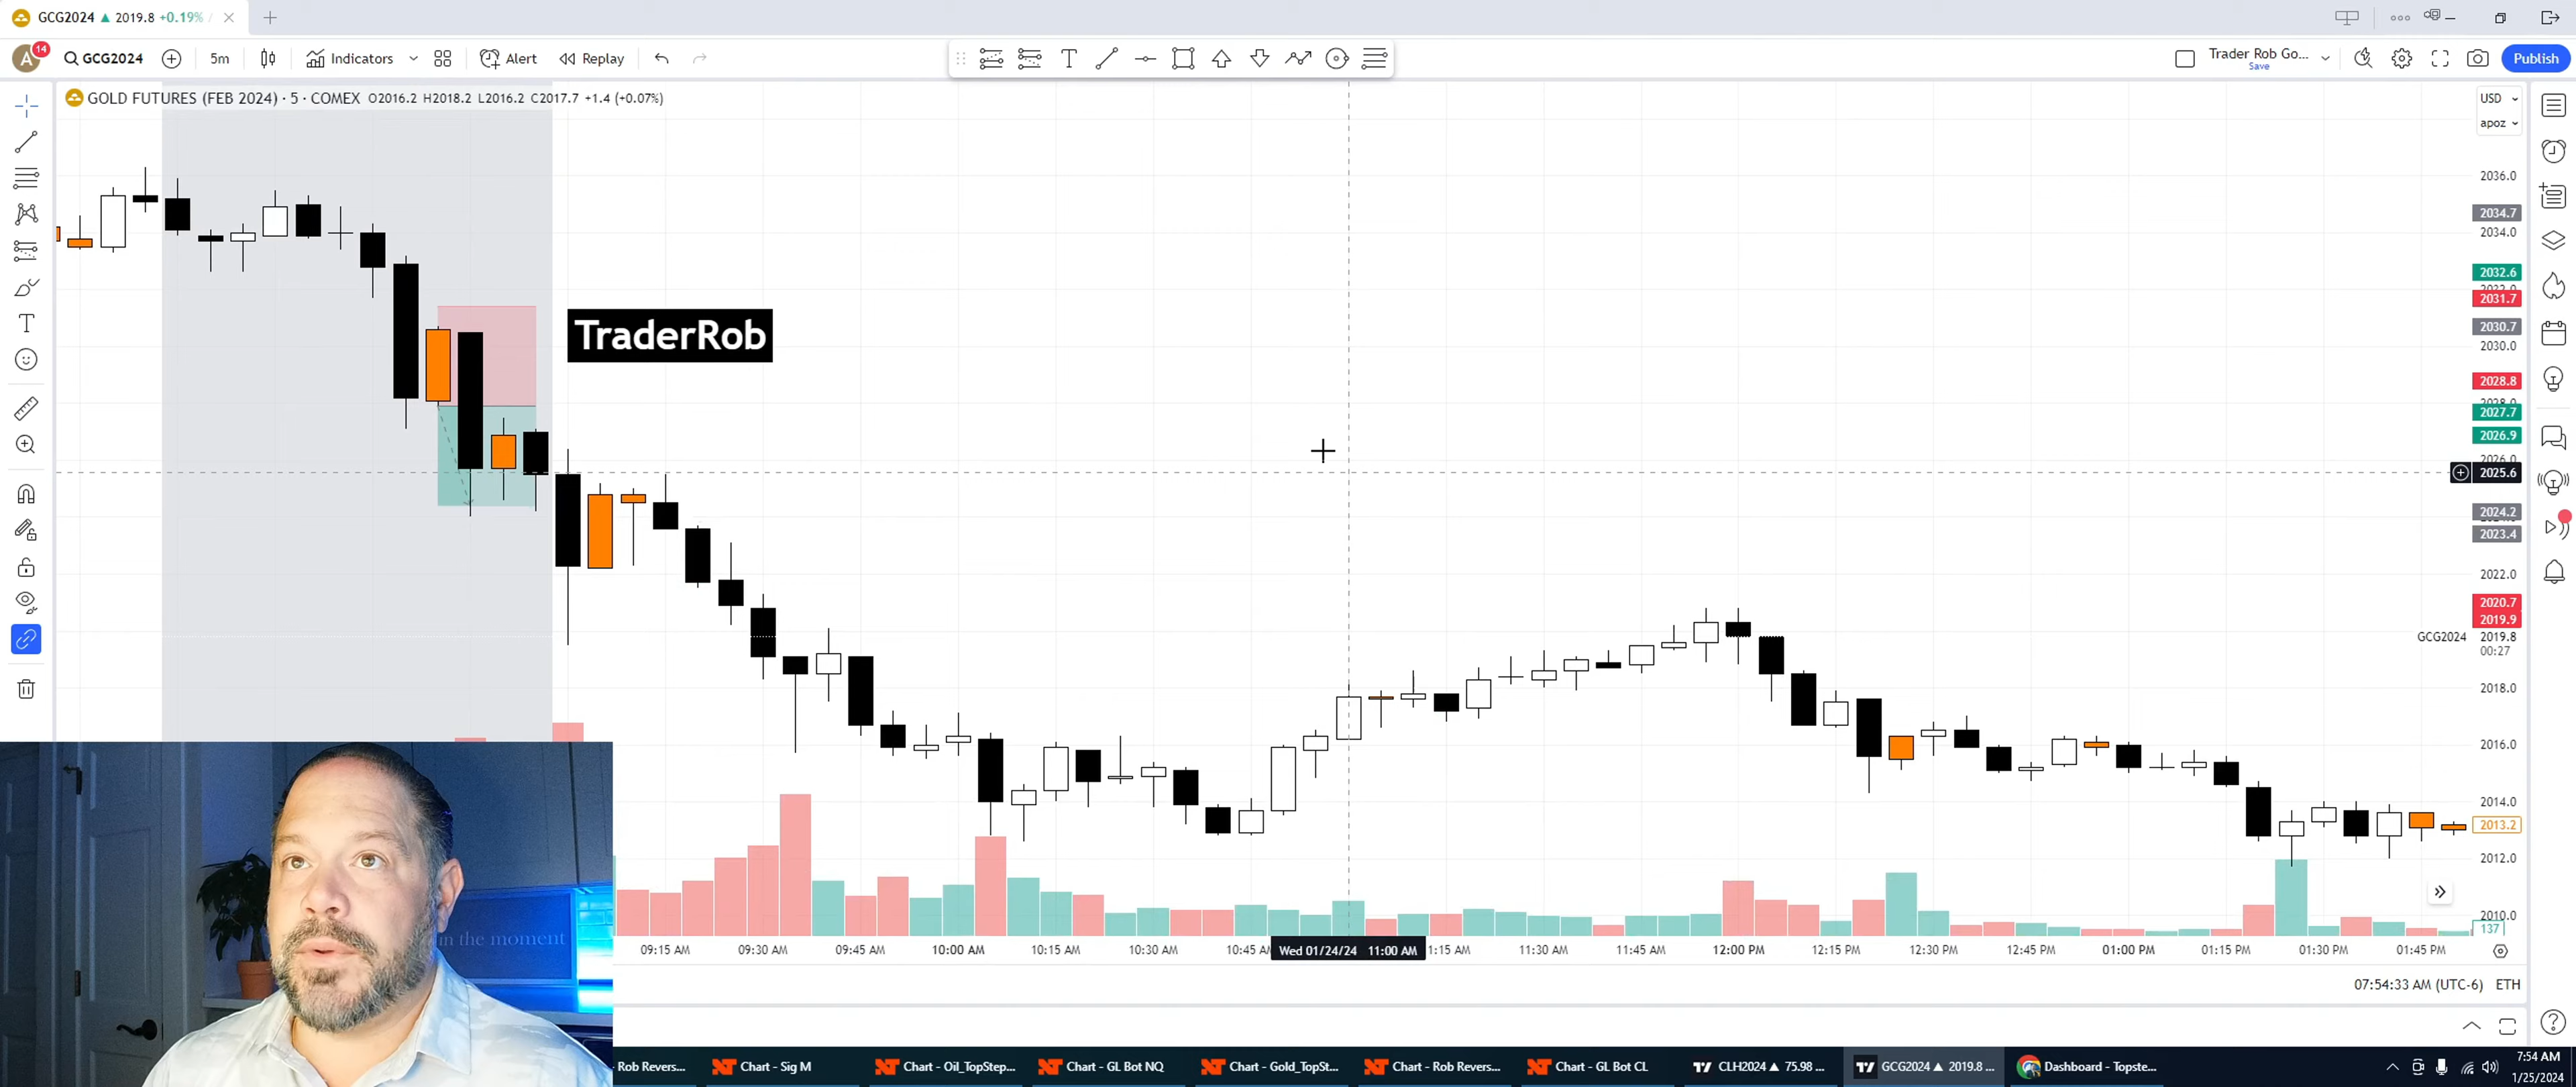 GCG2024 ▲ 2019.8 +0.19% /
A 14 GCG2024 5m Indicators Alert Replay Trader Rob Go... Save Publish
GOLD FUTURES (FEB 2024) · 5 · COMEX O2016.2 H2018.2 L2016.2 C2017.7 +1.4 (+0.07%)
USD
apoz
TraderRob
2036.0
2034.7
2034.0
2032.6
2031.7
2030.7
2030.0
2028.8
2027.7
2026.9
2025.6
2024.2
2023.4
2022.0
2020.7
2019.9
GCG2024 2019.8
00:27
2018.0
2016.0
2014.0
2013.2
2012.0
2010.0
137
in the moment
09:15 AM 09:30 AM 09:45 AM 10:00 AM 10:15 AM 10:30 AM Wed 01/24/24 11:00 AM 11:30 AM 11:45 AM 12:00 PM 12:15 PM 12:30 PM 12:45 PM 01:00 PM 01:15 PM 01:30 PM 01:45 PM
07:54:33 AM (UTC-6) ETH
Rob Revers... Chart - Sig M Chart - Oil_TopStep... Chart - GL Bot NQ Chart - Gold_TopSt... Chart - Rob Revers... Chart - GL Bot CL CLH2024 ▲ 75.98 ... GCG2024 ▲ 2019.8 ... Dashboard - Topste...
7:54 AM
1/25/2024